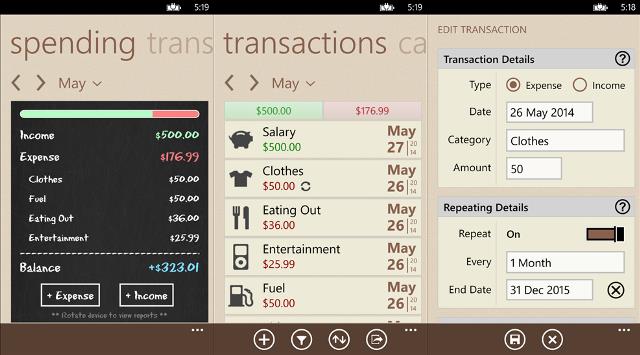 5:19
spending trans
May
Income $500.00
Expense $176.99
Clothes $50.00
Fuel $50.00
Eating Out $36.00
Entertainment $25.99
Balance +$323.01
+ Expense + Income
** Rotate device to view reports **
...
5:19
transactions ca
May
$500.00 $176.99
Salary
$500.00
May
27 2014
Clothes
$50.00
May
26 2014
Eating Out
$36.00
May
26 2014
Entertainment
$25.99
May
26 2014
Fuel
$50.00
May
26 2014
...
5:18
EDIT TRANSACTION
Transaction Details ?
Type Expense Income
Date 26 May 2014
Category Clothes
Amount 50
Repeating Details ?
Repeat On
Every 1 Month
End Date 31 Dec 2015
...